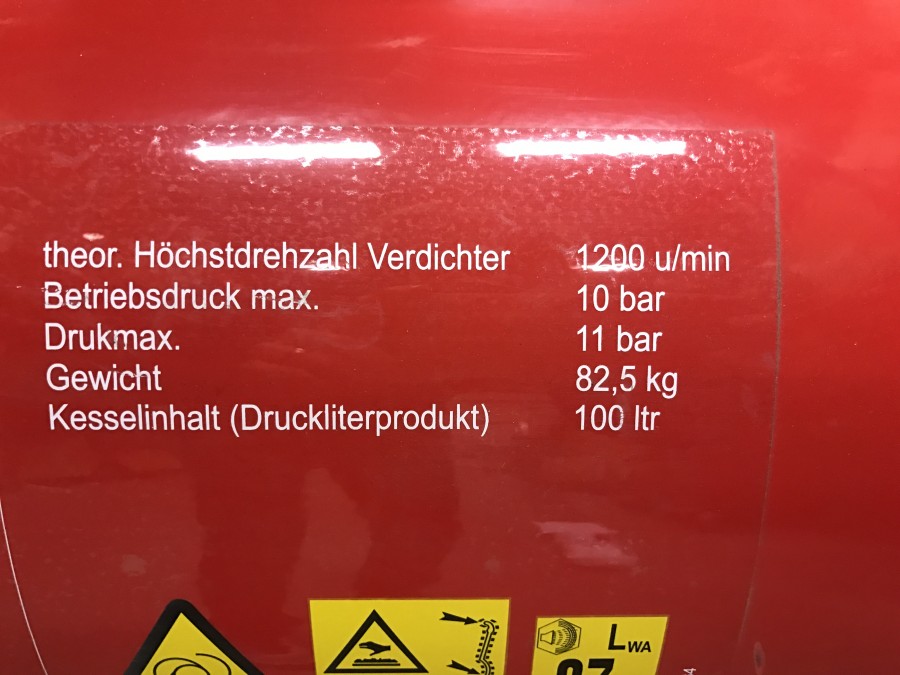 theor. Höchstdrehzahl Verdichter 1200 u/min
Betriebsdruck max. 10 bar
Drukmax. 11 bar
Gewicht 82,5 kg
Kesselinhalt (Druckliterprodukt) 100 ltr
LWA